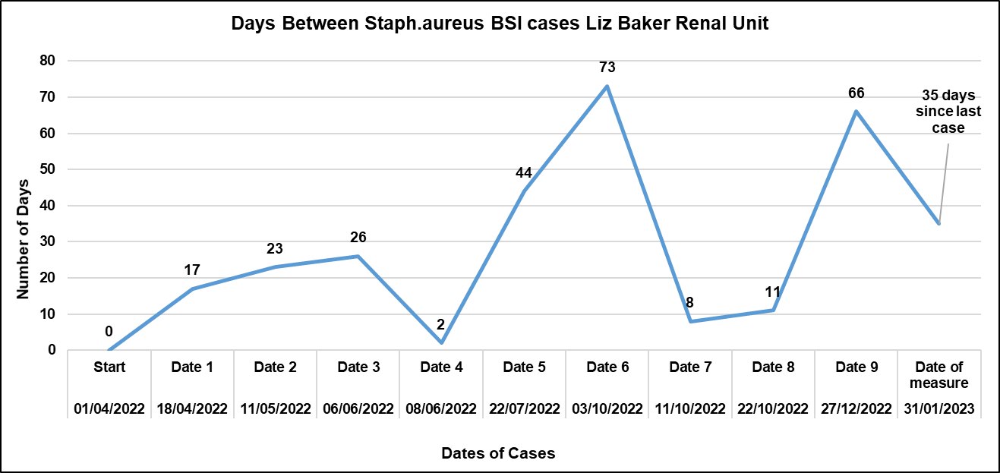 Days Between Staph.aureus BSI cases Liz Baker Renal Unit
Number of Days
80
70
60
50
40
30
20
10
0
0
17
23
26
2
44
73
8
11
66
35 days
since last
case
Start Date 1 Date 2 Date 3 Date 4 Date 5 Date 6 Date 7 Date 8 Date 9 Date of
measure
01/04/2022 18/04/2022 11/05/2022 06/06/2022 08/06/2022 22/07/2022 03/10/2022 11/10/2022 22/10/2022 27/12/2022 31/01/2023
Dates of Cases